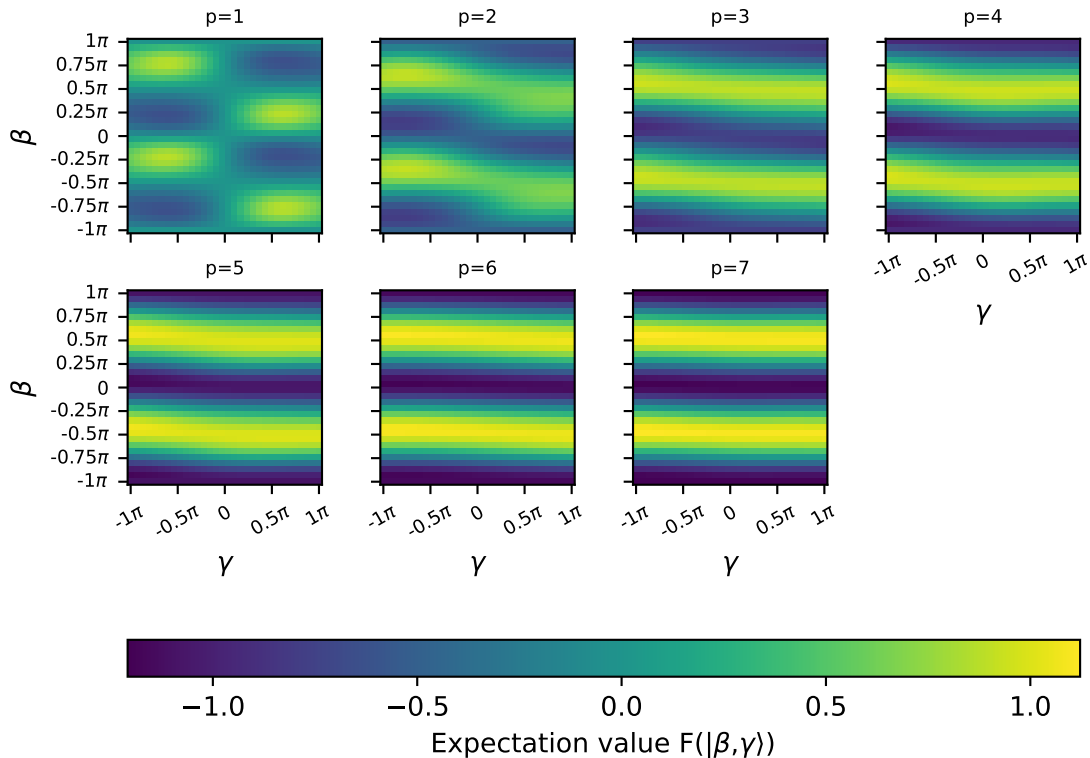 p=1
p=2
p=3
p=4
1π
0.75π
0.5π
0.25π
0
-0.25π
-0.5π
-0.75π
-1π
β
-1π
-0.5π
0
0.5π
1π
γ
p=5
p=6
p=7
1π
0.75π
0.5π
0.25π
0
-0.25π
-0.5π
-0.75π
-1π
β
-1π
-0.5π
0
0.5π
1π
-1π
-0.5π
0
0.5π
1π
-1π
-0.5π
0
0.5π
1π
γ
γ
γ
−1.0
−0.5
0.0
0.5
1.0
Expectation value F(|β,γ⟩)